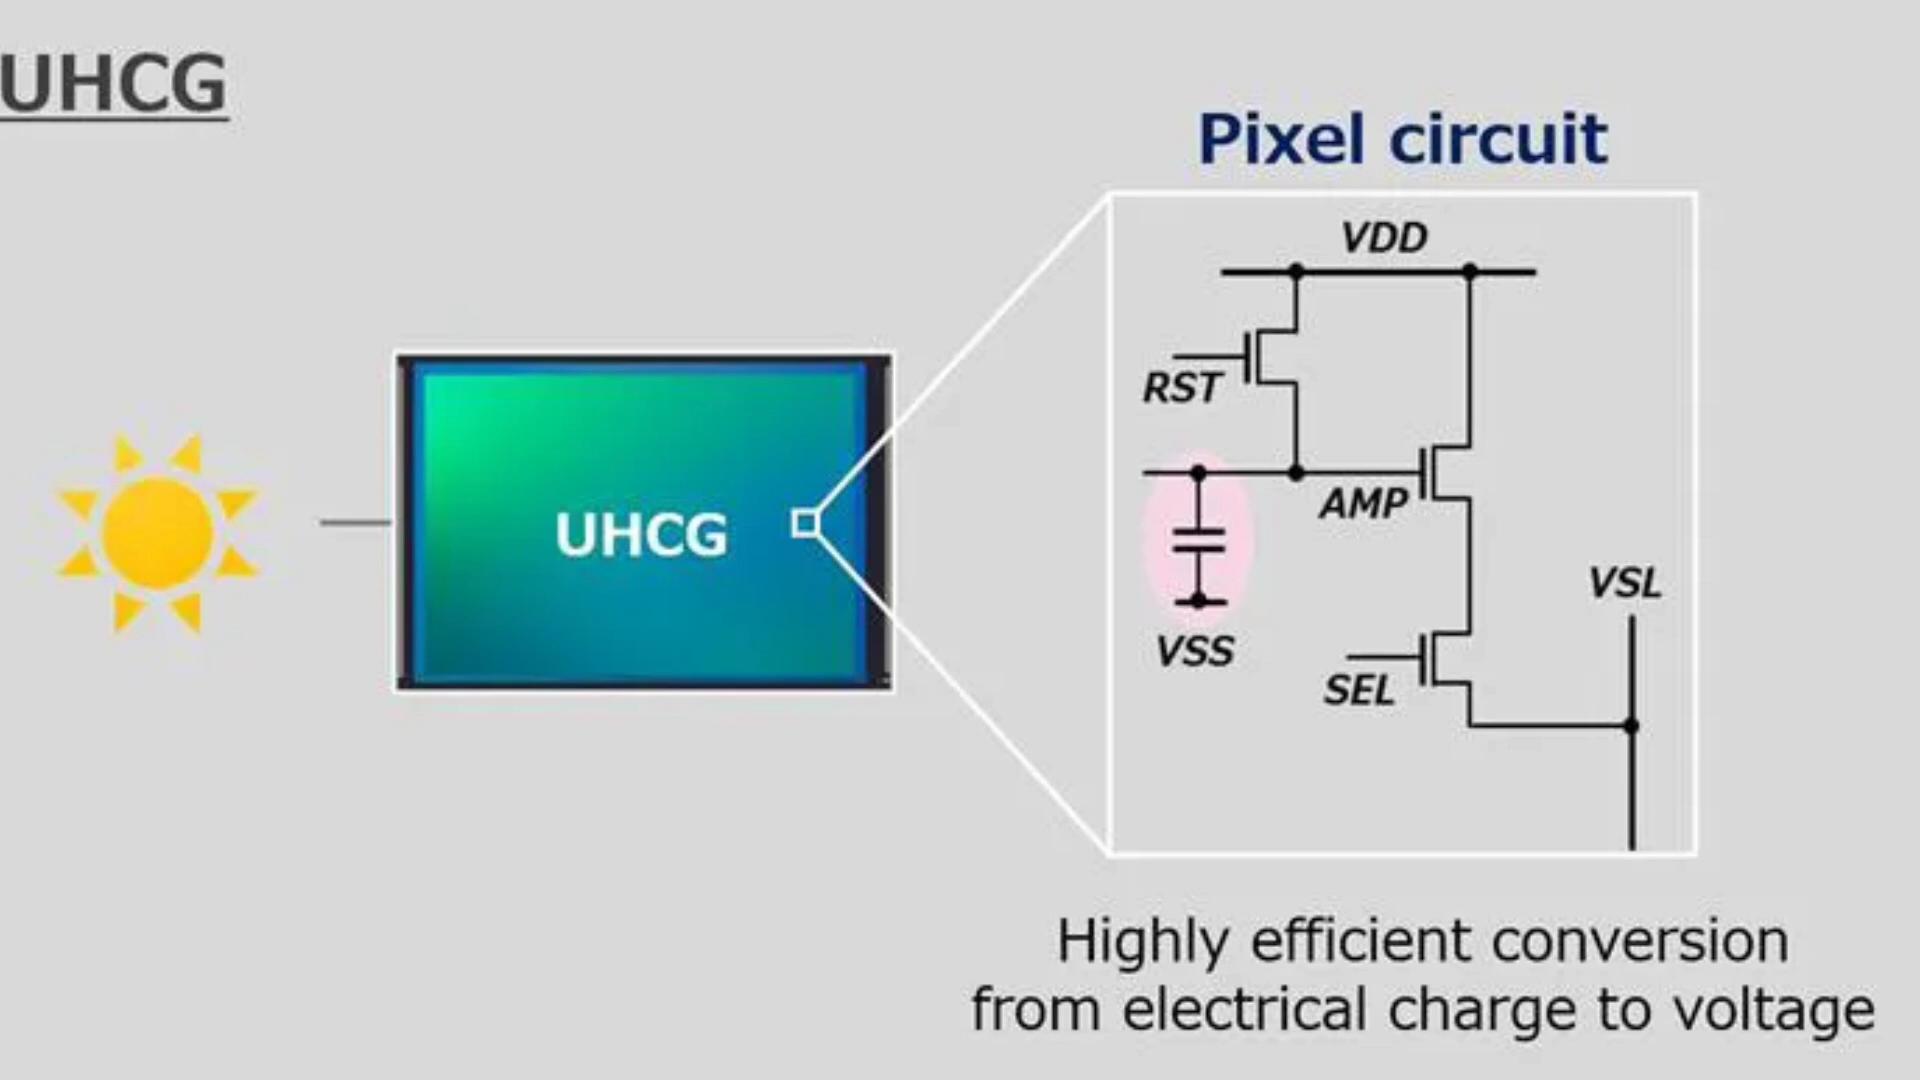 UHCG
Pixel circuit
VDD
RST
AMP
UHCG
VSL
VSS
SEL
Highly efficient conversion
from electrical charge to voltage